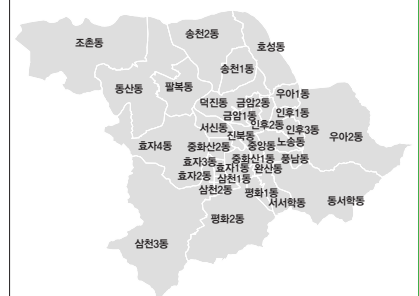 송천2동
조촌동
호성동
송천1동
동산동
팔복동
우아1동
덕진동
금암2동
금암1동
인후1동
인후2동
인후3동
서신동
진북동
우아2동
노송동
중앙동
효자4동
중화산2동
중화산1동
풍남동
효자3동
효자1동
완산동
효자2동
삼천1동
삼천2동
평화1동
서서학동
동서학동
평화2동
삼천3동